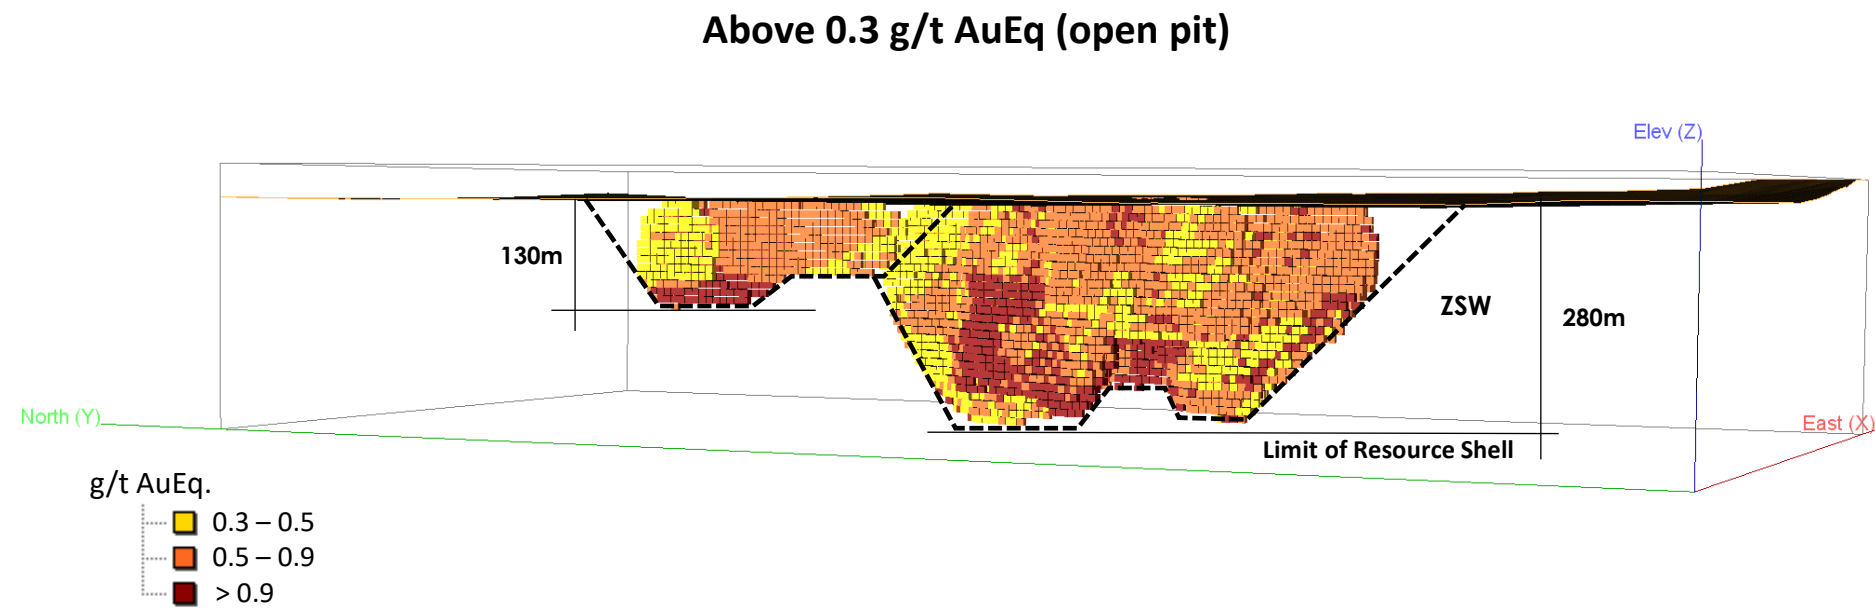 Above 0.3 g/t AuEq (open pit)
Elev (Z)
130m
ZSW
280m
North (Y)
East (X)
Limit of Resource Shell
g/t AuEq.
0.3 – 0.5
0.5 – 0.9
> 0.9